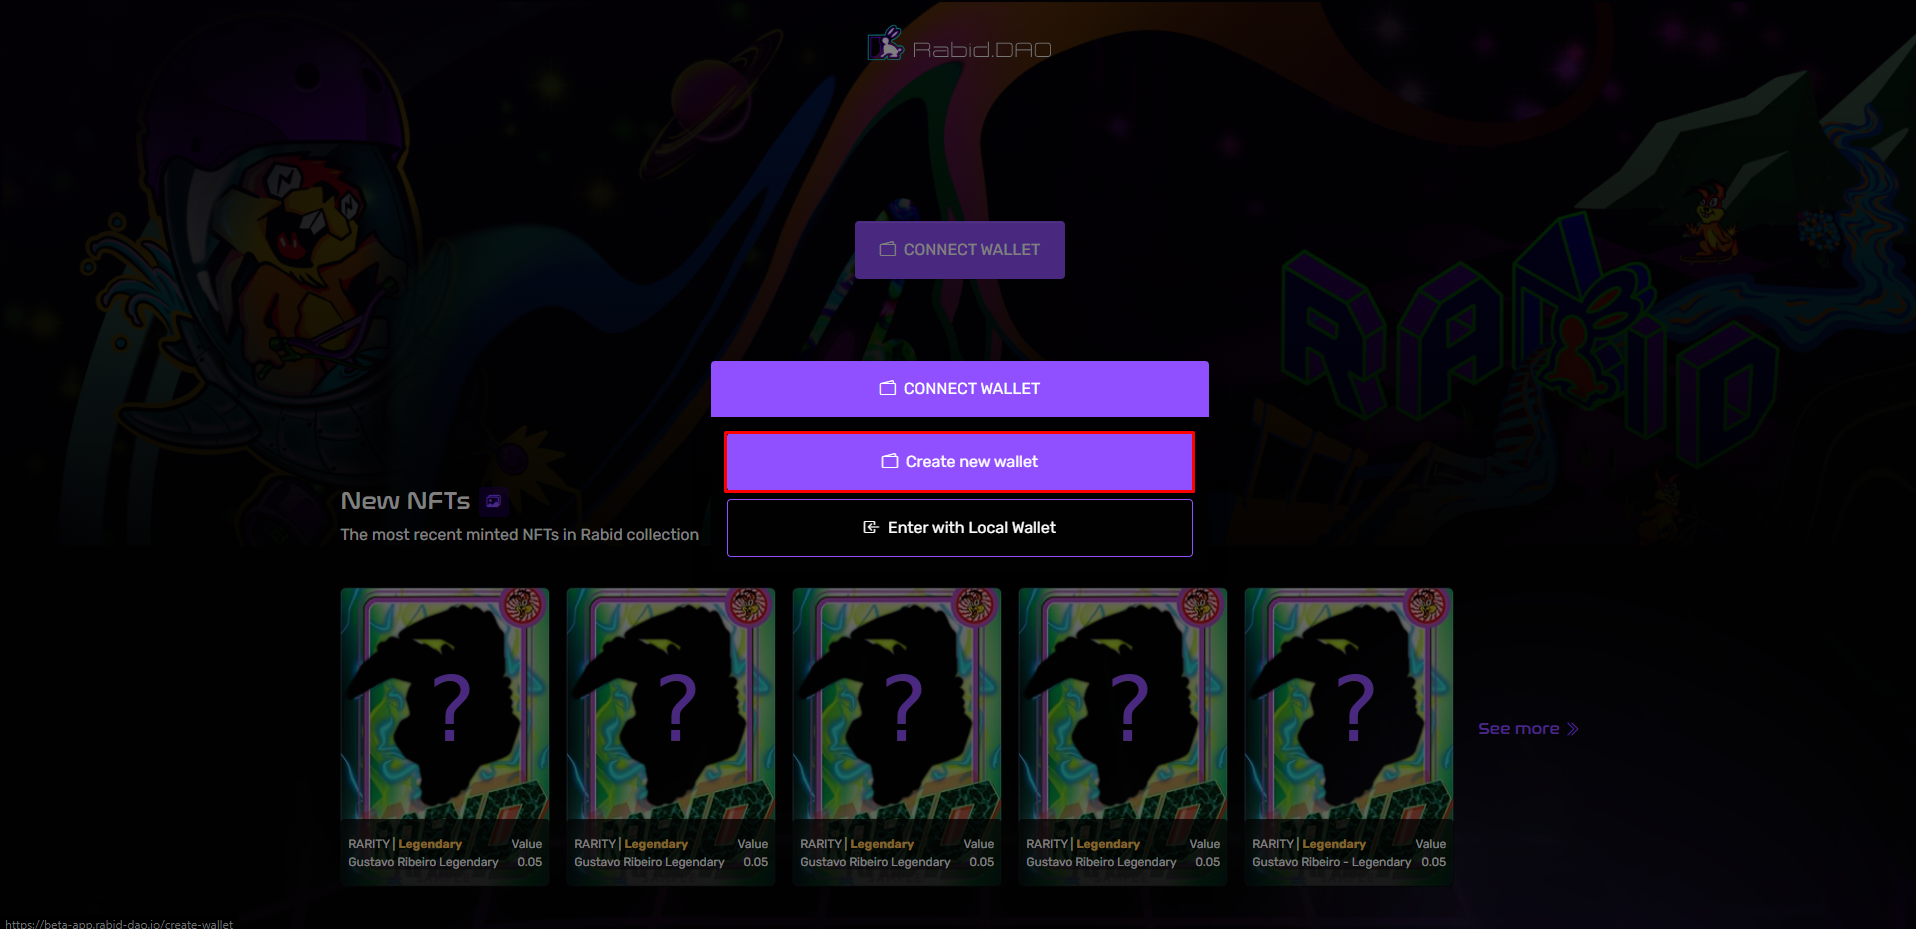 Rabid.DAO
CONNECT WALLET
RABID
CONNECT WALLET
Create new wallet
Enter with Local Wallet
New NFTs
The most recent minted NFTs in Rabid collection
? ? ? ? ?
See more
RARITY | Legendary Value
Gustavo Ribeiro Legendary 0.05
RARITY | Legendary Value
Gustavo Ribeiro Legendary 0.05
RARITY | Legendary Value
Gustavo Ribeiro Legendary 0.05
RARITY | Legendary Value
Gustavo Ribeiro Legendary 0.05
RARITY | Legendary Value
Gustavo Ribeiro - Legendary 0.05
https://beta-app.rabid-dao.io/create-wallet